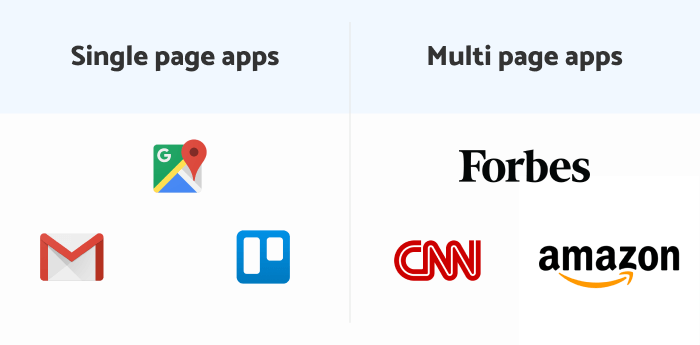 Single page apps
Multi page apps
G
Forbes
CNN
amazon